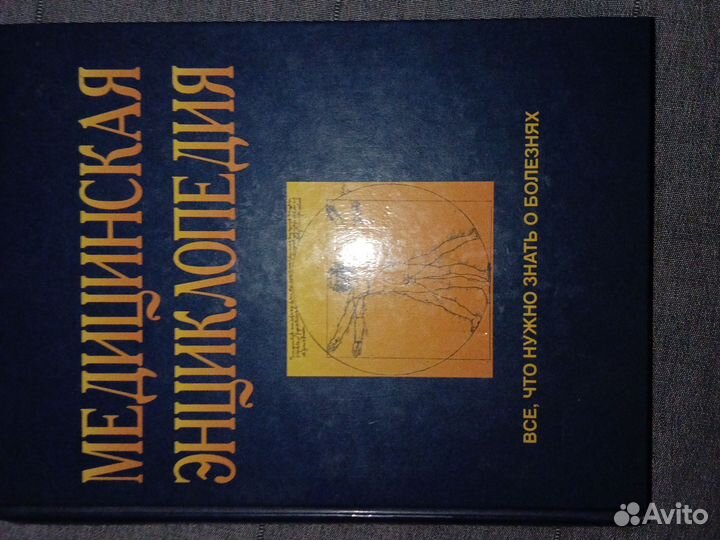 МЕДИЦИНСКАЯ
ЭНЦИКЛОПЕДИЯ
ВСЕ, ЧТО НУЖНО ЗНАТЬ О БОЛЕЗНЯХ
Avito